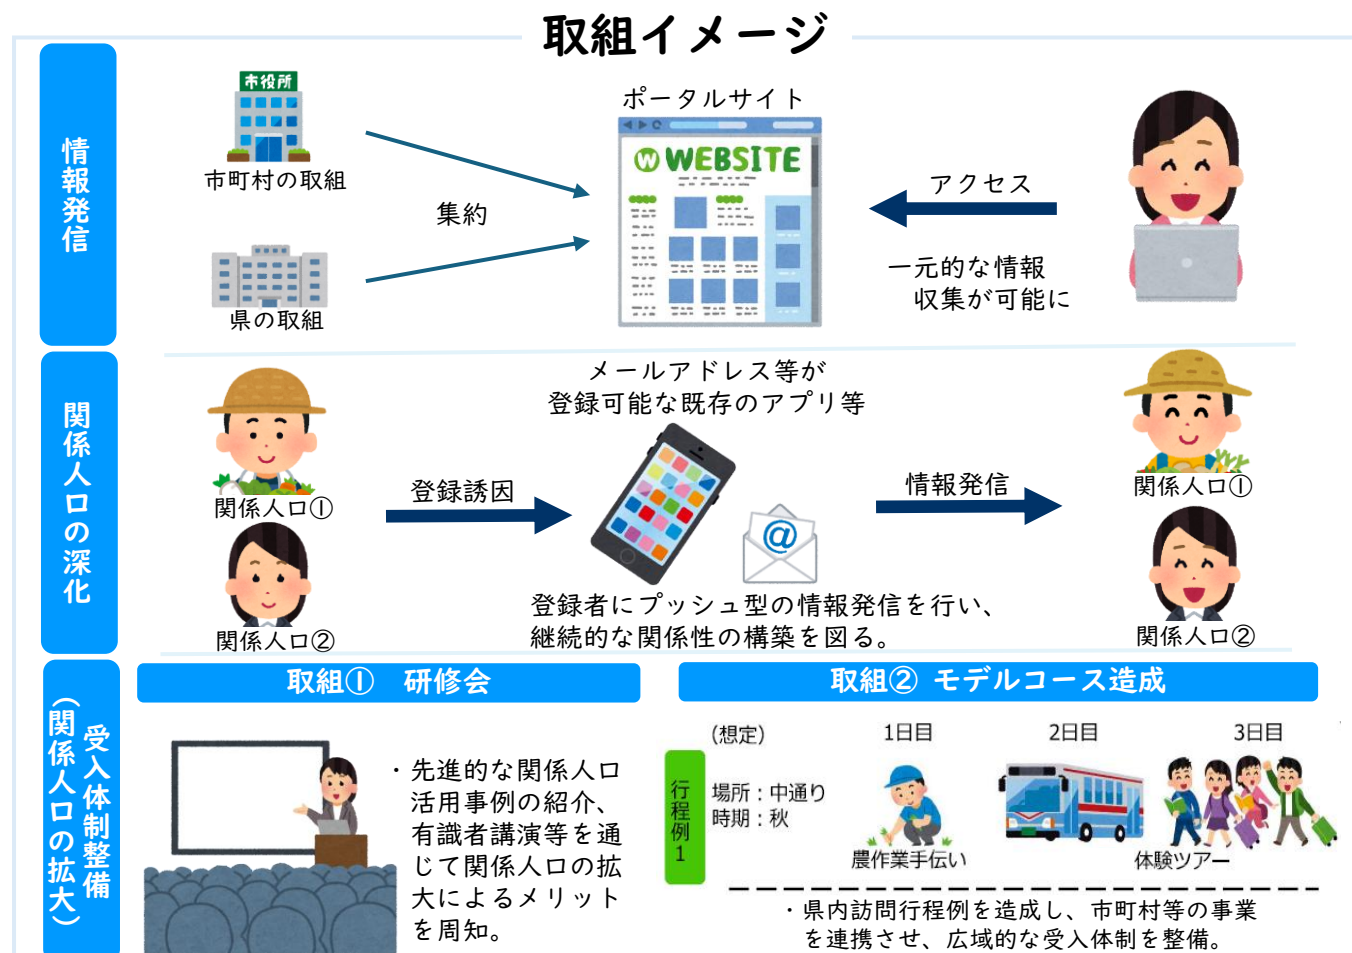 取組イメージ
情報発信
市役所
市町村の取組
県の取組
集約
ポータルサイト
W WEBSITE
アクセス
一元的な情報
収集が可能に
関係人口の深化
関係人口①
関係人口②
登録誘因
メールアドレス等が
登録可能な既存のアプリ等
@
情報発信
関係人口①
関係人口②
登録者にプッシュ型の情報発信を行い、
継続的な関係性の構築を図る。
受入体制整備
（関係人口の拡大）
取組① 研修会
・先進的な関係人口
活用事例の紹介、
有識者講演等を通
じて関係人口の拡
大によるメリット
を周知。
取組② モデルコース造成
行程例1
（想定）
場所：中通り
時期：秋
1日目
2日目
3日目
農作業手伝い
体験ツアー
・県内訪問行程例を造成し、市町村等の事業
を連携させ、広域的な受入体制を整備。